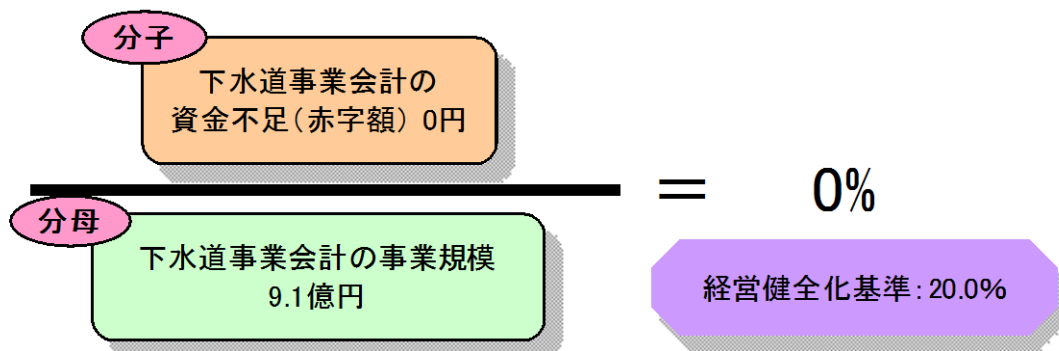 分子
下水道事業会計の
資金不足(赤字額) 0円
分母
下水道事業会計の事業規模
9.1億円
= 0%
経営健全化基準:20.0%